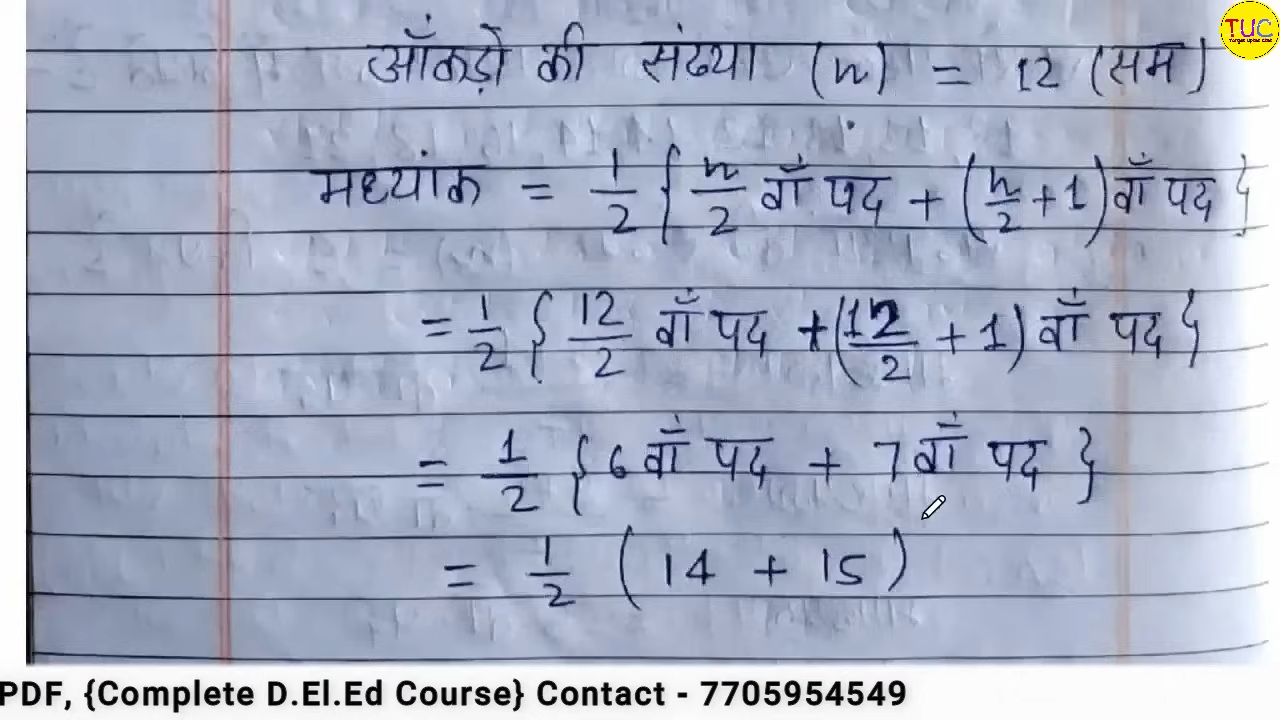 TUC
आँकड़ो की संख्या (n) = 12 (सम)
मध्यांक = 1/2 { n/2 वाँ पद + (n/2 + 1) वाँ पद }
= 1/2 { 12/2 वाँ पद + (12/2 + 1) वाँ पद }
= 1/2 { 6 वाँ पद + 7 वाँ पद }
= 1/2 ( 14 + 15 )
PDF, {Complete D.El.Ed Course} Contact - 7705954549